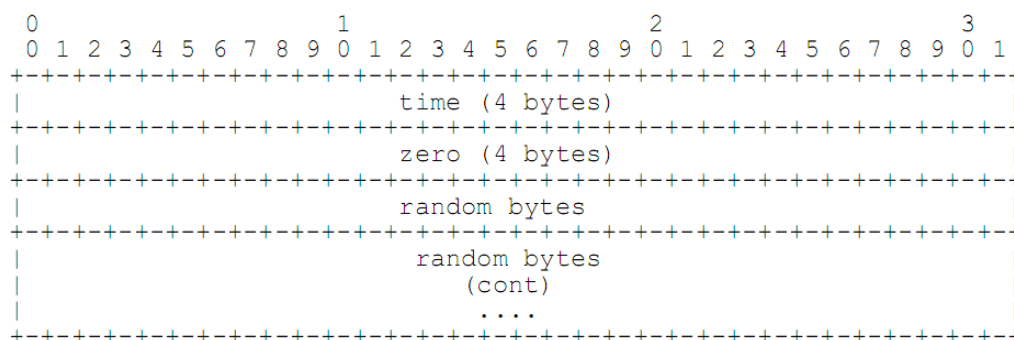 0 1 2 3
0 1 2 3 4 5 6 7 8 9 0 1 2 3 4 5 6 7 8 9 0 1 2 3 4 5 6 7 8 9 0 1
+-+-+-+-+-+-+-+-+-+-+-+-+-+-+-+-+-+-+-+-+-+-+-+-+-+-+-+-+-+-+-+--
| time (4 bytes) |
+-+-+-+-+-+-+-+-+-+-+-+-+-+-+-+-+-+-+-+-+-+-+-+-+-+-+-+-+-+-+-+--
| zero (4 bytes) |
+-+-+-+-+-+-+-+-+-+-+-+-+-+-+-+-+-+-+-+-+-+-+-+-+-+-+-+-+-+-+-+--
| random bytes |
+-+-+-+-+-+-+-+-+-+-+-+-+-+-+-+-+-+-+-+-+-+-+-+-+-+-+-+-+-+-+-+--
| random bytes |
| (cont) |
| .... |
+-+-+-+-+-+-+-+-+-+-+-+-+-+-+-+-+-+-+-+-+-+-+-+-+-+-+-+-+-+-+-+--